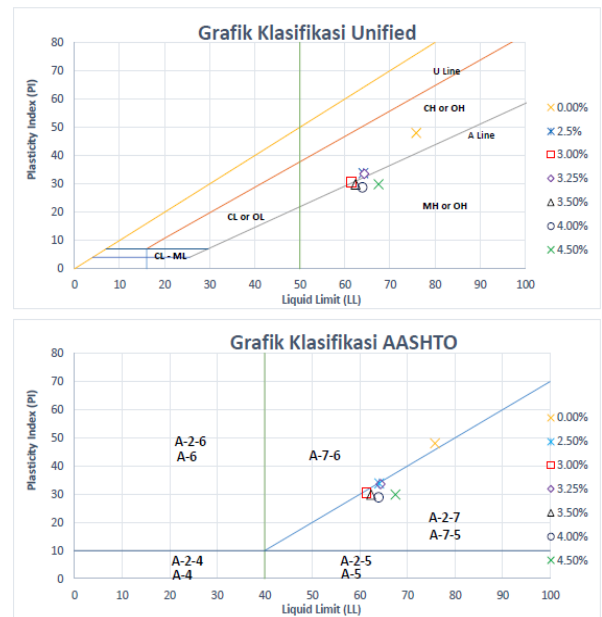 Grafik Klasifikasi Unified
Plasticity Index (PI)
80
70
60
50
40
30
20
10
0
U Line
CH or OH
A Line
CL or OL
MH or OH
CL - ML
0 10 20 30 40 50 60 70 80 90 100
Liquid Limit (LL)
0.00%
2.5%
3.00%
3.25%
3.50%
4.00%
4.50%
Grafik Klasifikasi AASHTO
Plasticity Index (PI)
80
70
60
50
40
30
20
10
0
A-2-6
A-6
A-7-6
A-2-7
A-7-5
A-2-4
A-4
A-2-5
A-5
0 10 20 30 40 50 60 70 80 90 100
Liquid Limit (LL)
0.00%
2.50%
3.00%
3.25%
3.50%
4.00%
4.50%